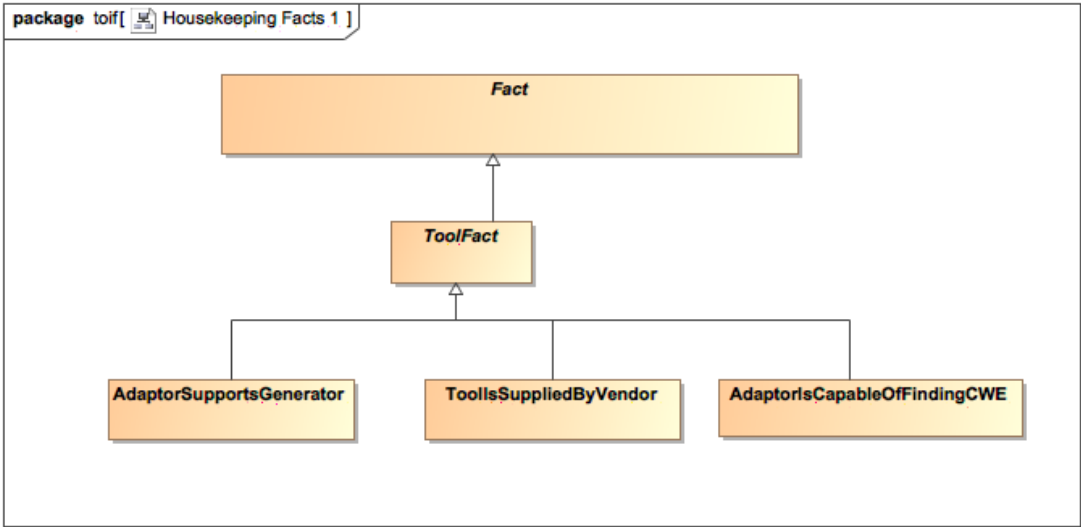 package toif[ Housekeeping Facts 1 ]
Fact
ToolFact
AdaptorSupportsGenerator
ToolIsSuppliedByVendor
AdaptorIsCapableOfFindingCWE